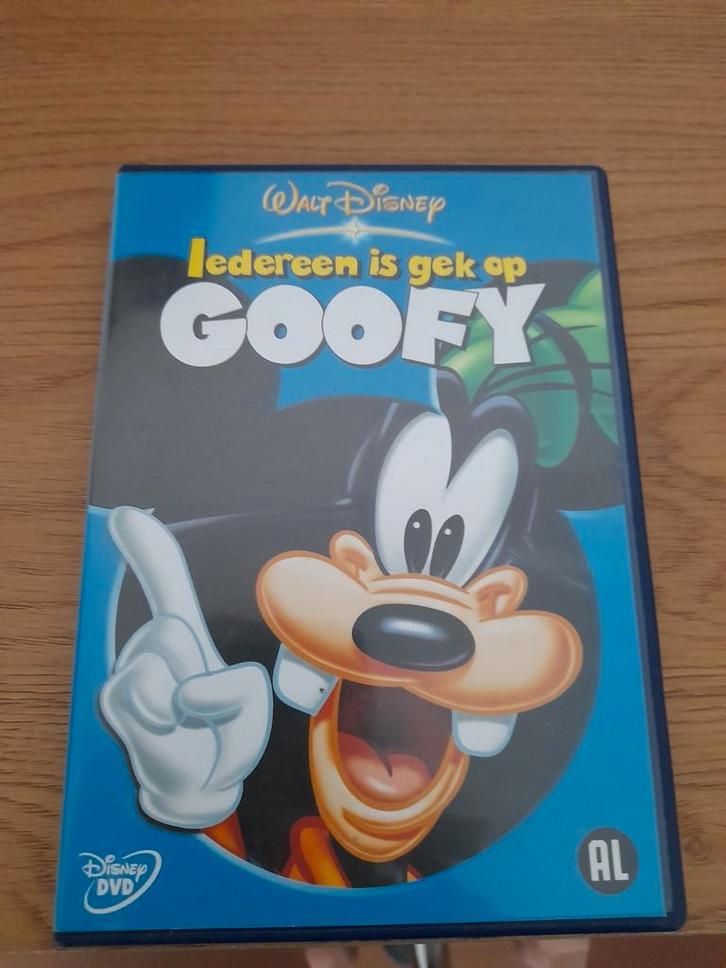 WALT DISNEY
Iedereen is gek op
GOOFY
DISNEY
DVD
AL